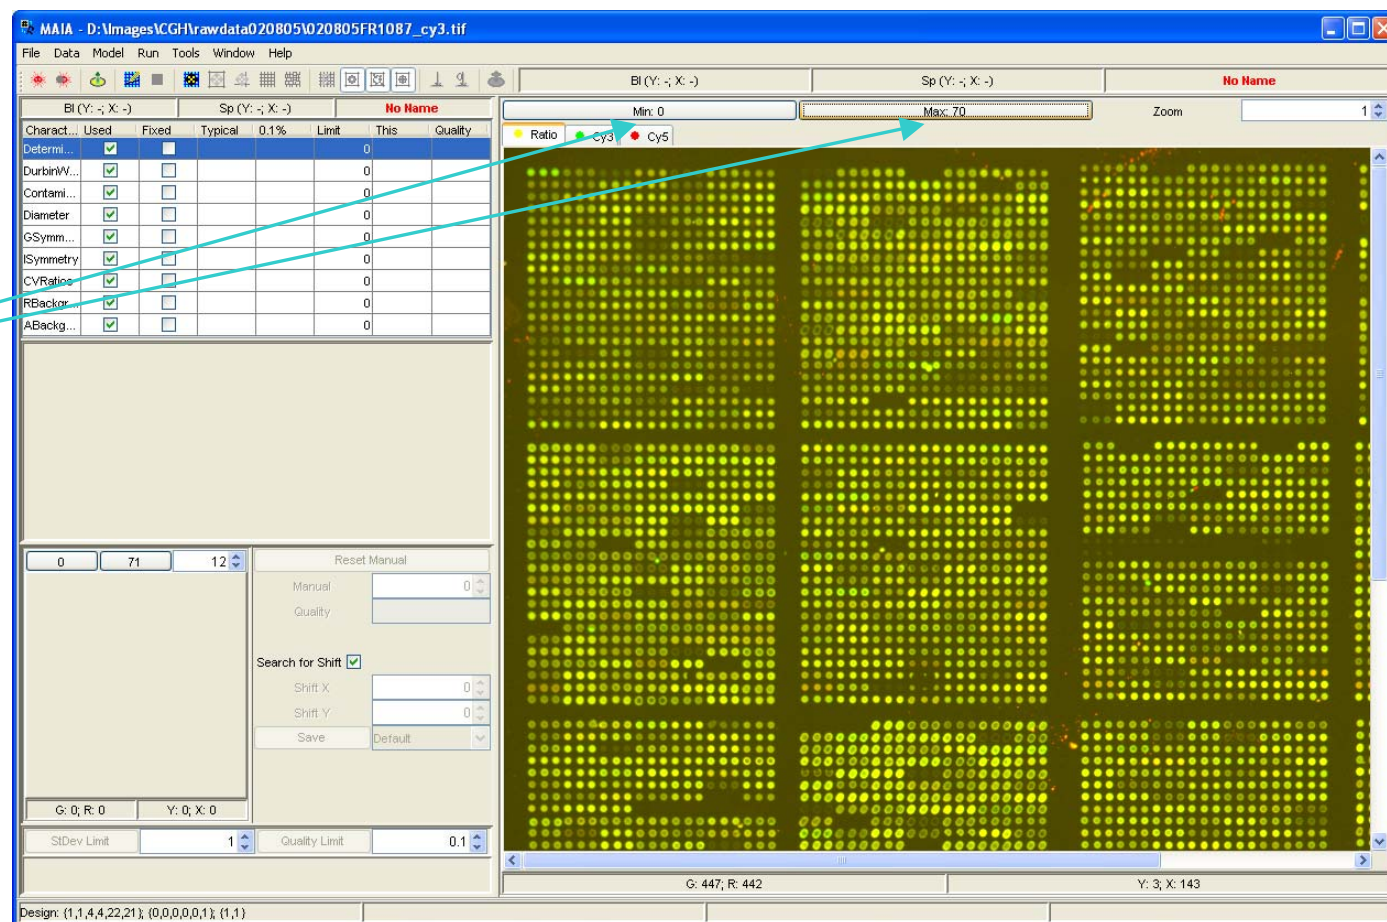 MAIA - D:\Images\CGH\rawdata020805\020805FR1087_cy3.tif
File Data Model Run Tools Window Help
Bl (Y: -; X: -) Sp (Y: -; X: -) No Name
Bl (Y: -; X: -) Sp (Y: -; X: -) No Name
Min: 0 Max: 70 Zoom 1
Charact... Used Fixed Typical 0.1% Limit This Quality
Ratio Cy3 Cy5
Determi... 0
DurbinW... 0
Contami... 0
Diameter 0
GSymm... 0
ISymmetry 0
CVRatios 0
RBackgr... 0
ABackg... 0
0 71 12 Reset Manual
Manual 0
Quality
Search for Shift
Shift X 0
Shift Y 0
Save Default
G: 0; R: 0 Y: 0; X: 0
StDev Limit 1 Quality Limit 0.1
G: 447; R: 442 Y: 3; X: 143
Design: {1,1,4,4,22,21}; {0,0,0,0,0,1}; {1,1}